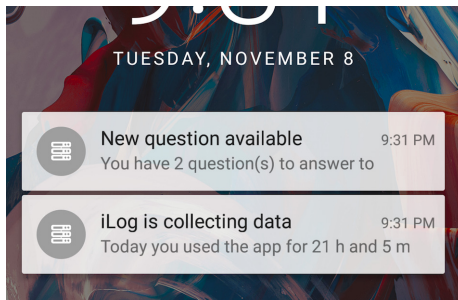 TUESDAY, NOVEMBER 8
New question available 9:31 PM
You have 2 question(s) to answer to
iLog is collecting data 9:31 PM
Today you used the app for 21 h and 5 m